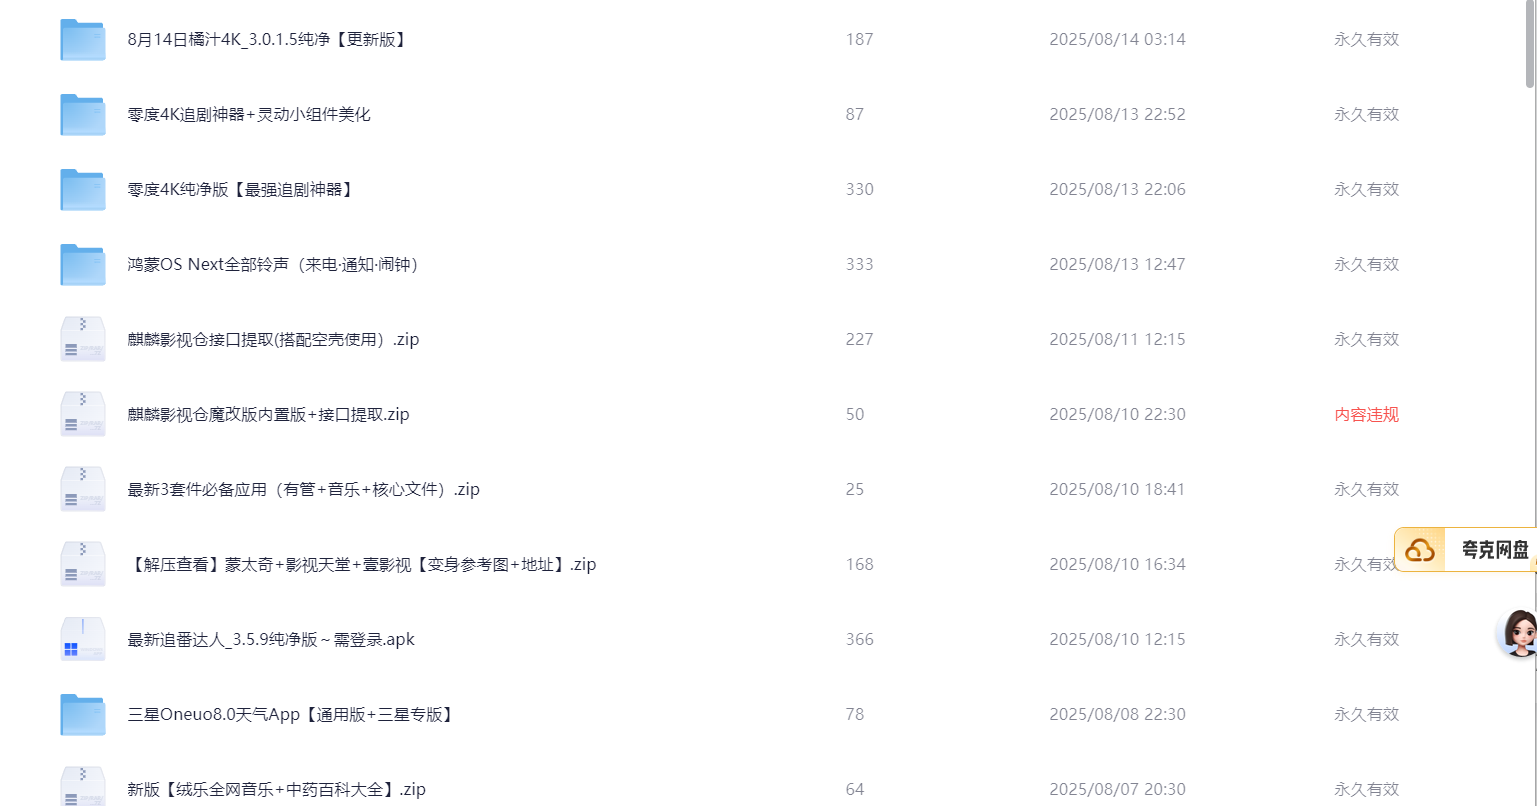 8月14日橘汁4K_3.0.1.5纯净【更新版】 187 2025/08/14 03:14 永久有效
零度4K追剧神器+灵动小组件美化 87 2025/08/13 22:52 永久有效
零度4K纯净版【最强追剧神器】 330 2025/08/13 22:06 永久有效
鸿蒙OS Next全部铃声（来电·通知·闹钟） 333 2025/08/13 12:47 永久有效
麒麟影视仓接口提取(搭配空壳使用）.zip 227 2025/08/11 12:15 永久有效
麒麟影视仓魔改版内置版+接口提取.zip 50 2025/08/10 22:30 内容违规
最新3套件必备应用（有管+音乐+核心文件）.zip 25 2025/08/10 18:41 永久有效
【解压查看】蒙太奇+影视天堂+壹影视【变身参考图+地址】.zip 168 2025/08/10 16:34 永久有效
夸克网盘
最新追番达人_3.5.9纯净版～需登录.apk 366 2025/08/10 12:15 永久有效
三星Oneuo8.0天气App【通用版+三星专版】 78 2025/08/08 22:30 永久有效
新版【绒乐全网音乐+中药百科大全】.zip 64 2025/08/07 20:30 永久有效